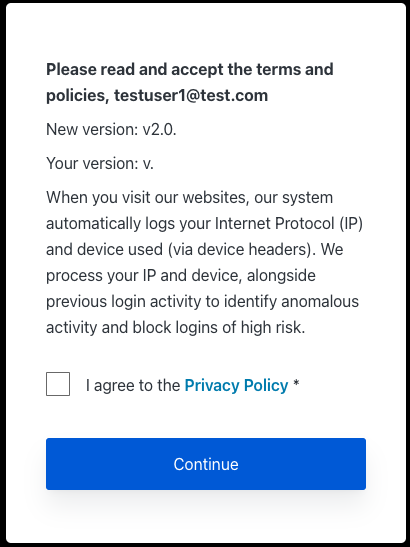 Please read and accept the terms and
policies, testuser1@test.com
New version: v2.0.
Your version: v.
When you visit our websites, our system
automatically logs your Internet Protocol (IP)
and device used (via device headers). We
process your IP and device, alongside
previous login activity to identify anomalous
activity and block logins of high risk.
I agree to the Privacy Policy *
Continue